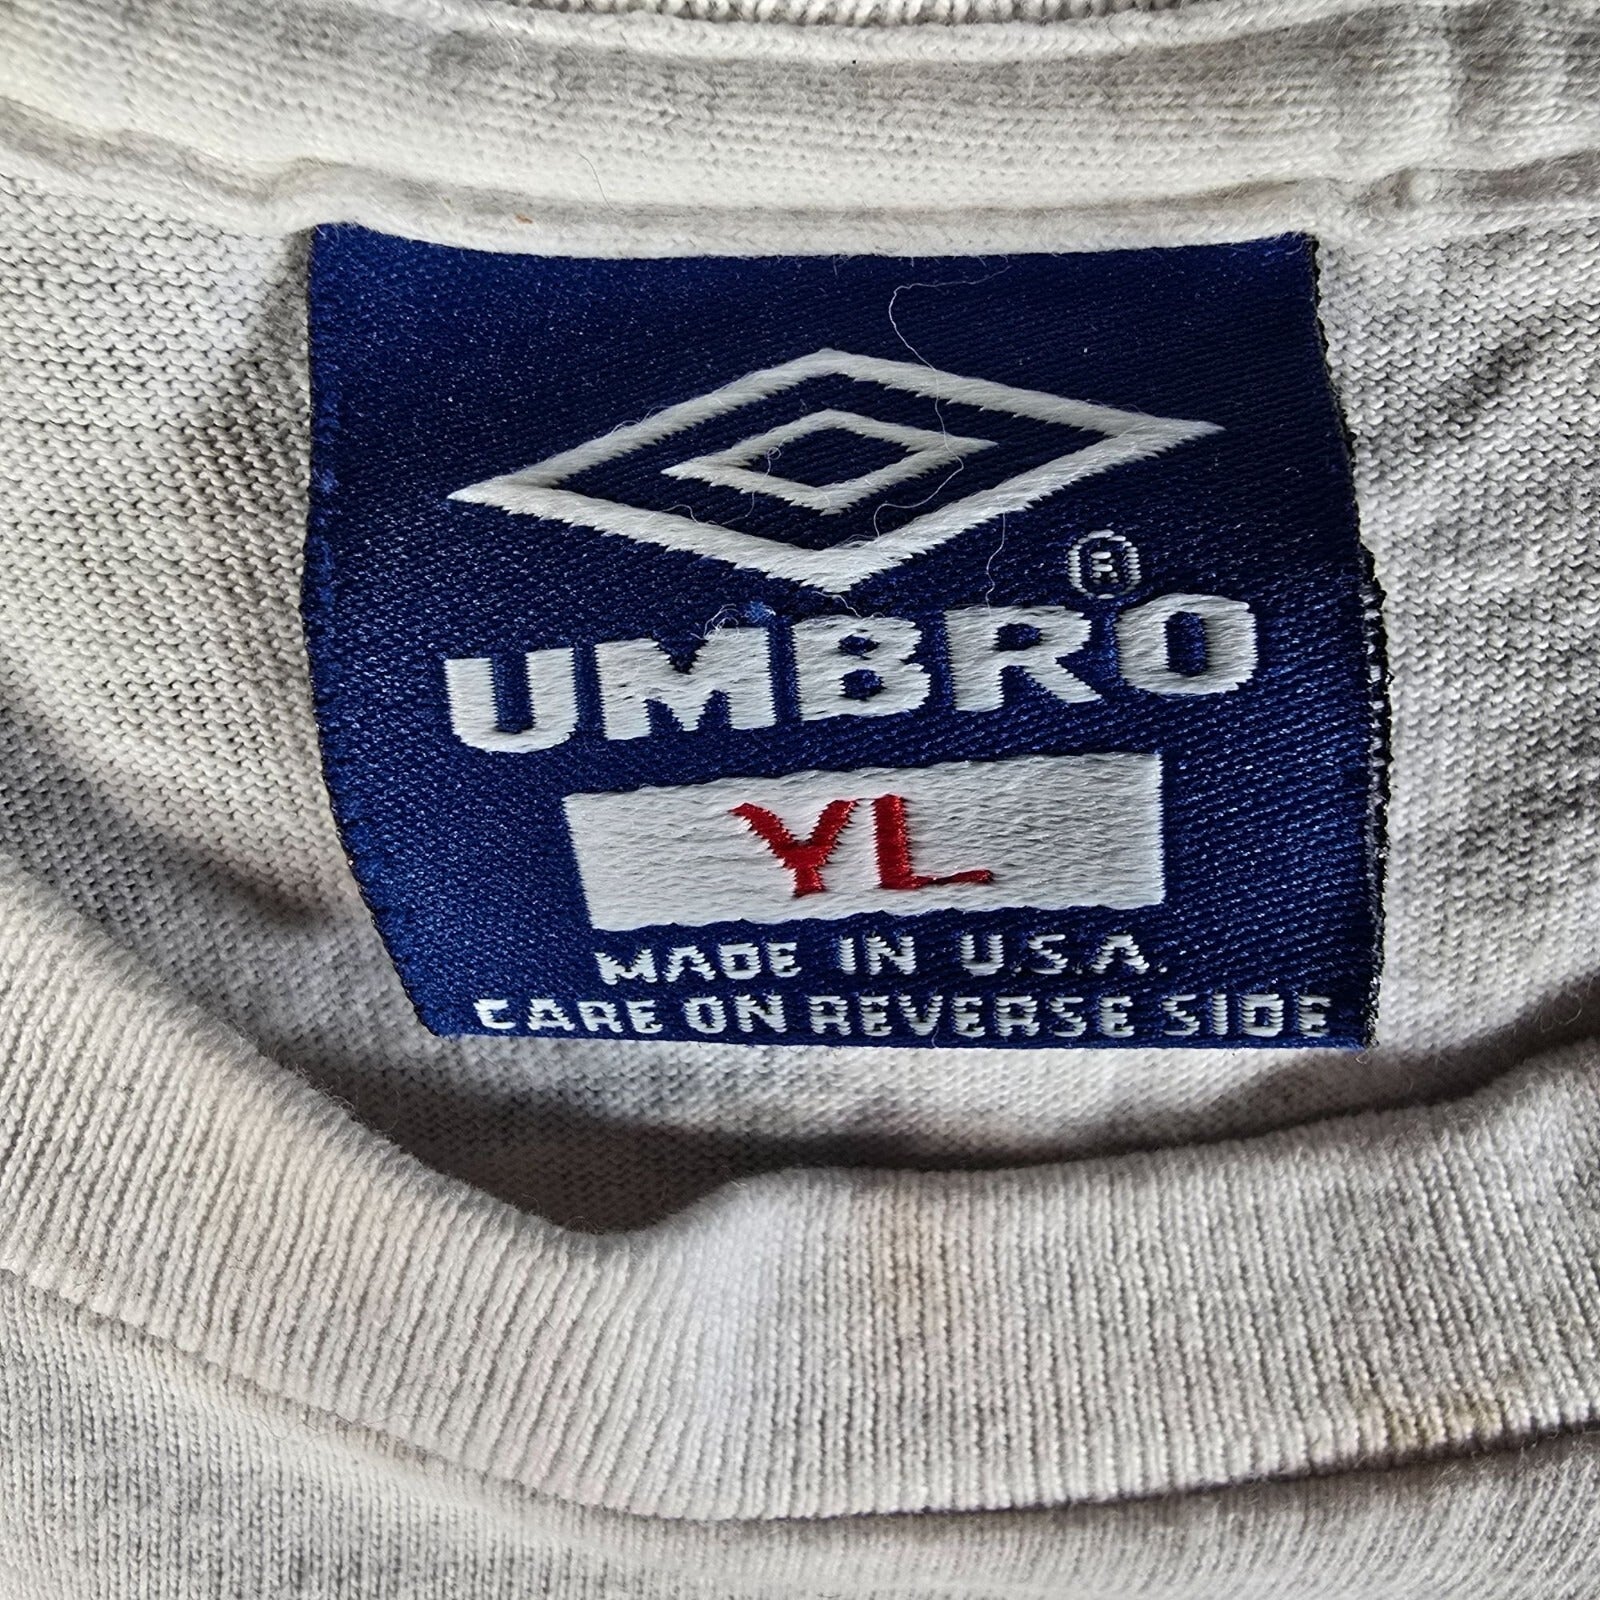 ®
UMBRO
YL
MADE IN U.S.A.
CARE ON REVERSE SIDE